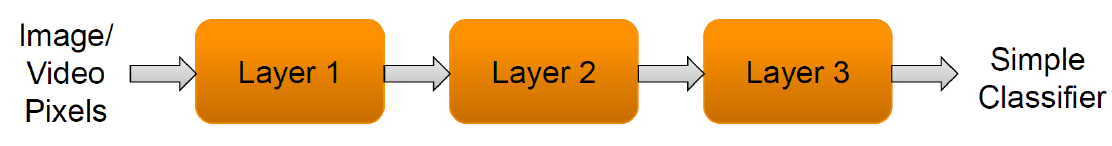 Image/
Video
Pixels
Layer 1
Layer 2
Layer 3
Simple
Classifier